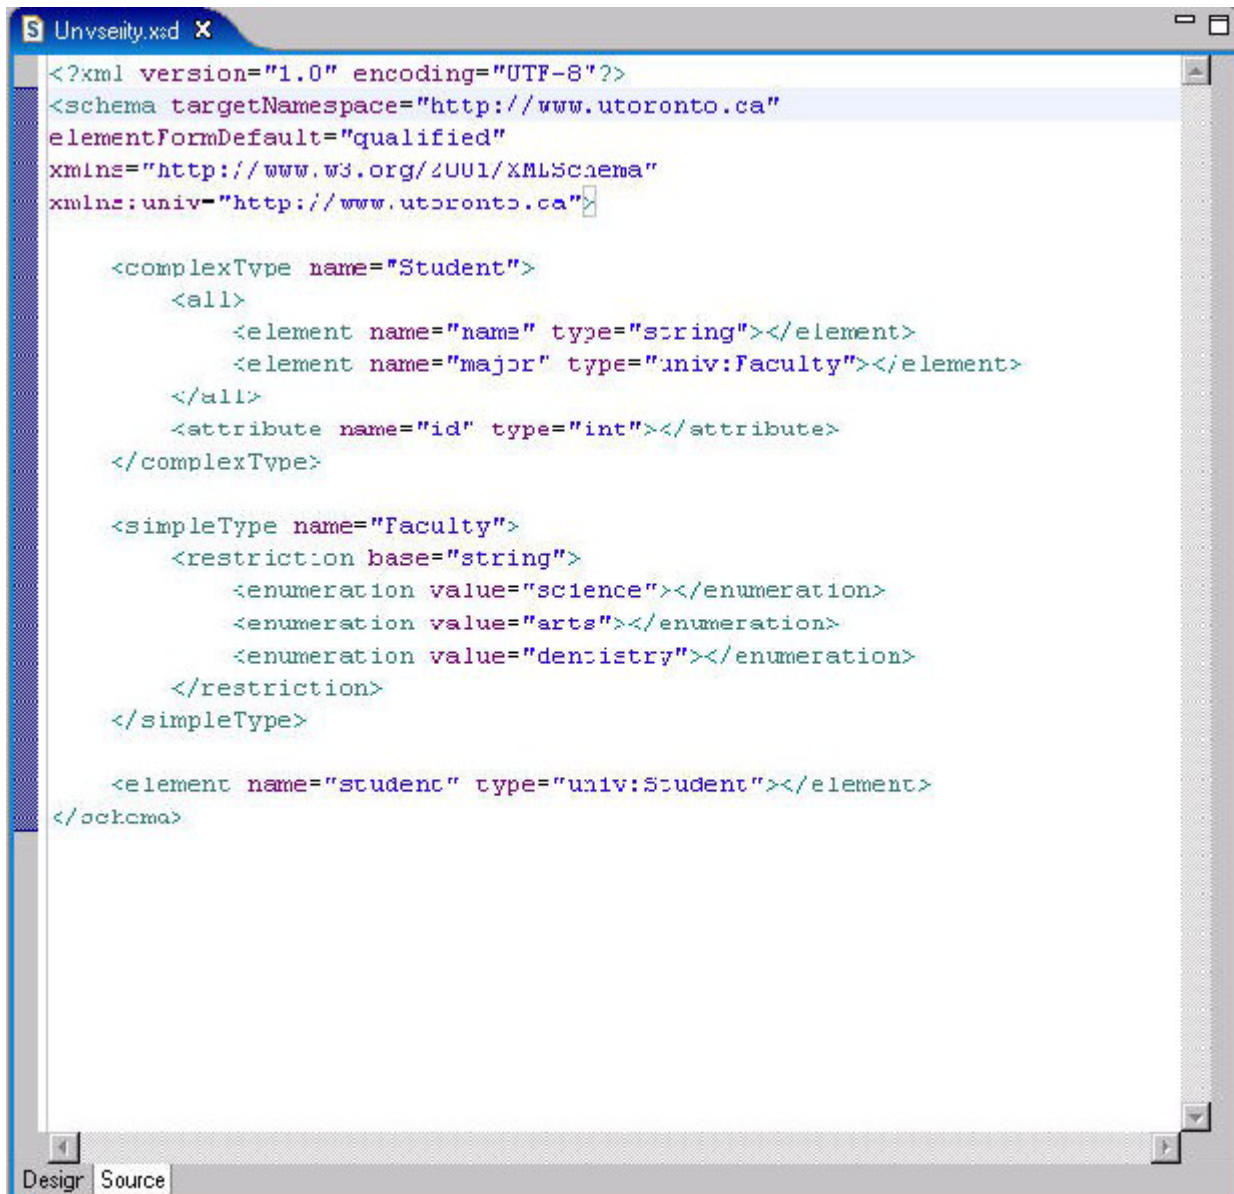 Unvseiity.xsd
<?xml version="1.0" encoding="UTF-8"?>
<schema targetNamespace="http://www.utoronto.ca"
elementFormDefault="qualified"
xmlns="http://www.w3.org/2001/XMLSchema"
xmlns:univ="http://www.utoronto.ca">
<complexType name="Student">
<all>
<element name="name" type="string"></element>
<element name="major" type="univ:Faculty"></element>
</all>
<attribute name="id" type="int"></attribute>
</complexType>
<simpleType name="Faculty">
<restriction base="string">
<enumeration value="science"></enumeration>
<enumeration value="arts"></enumeration>
<enumeration value="dentistry"></enumeration>
</restriction>
</simpleType>
<element name="student" type="univ:Student"></element>
</schema>
Design Source